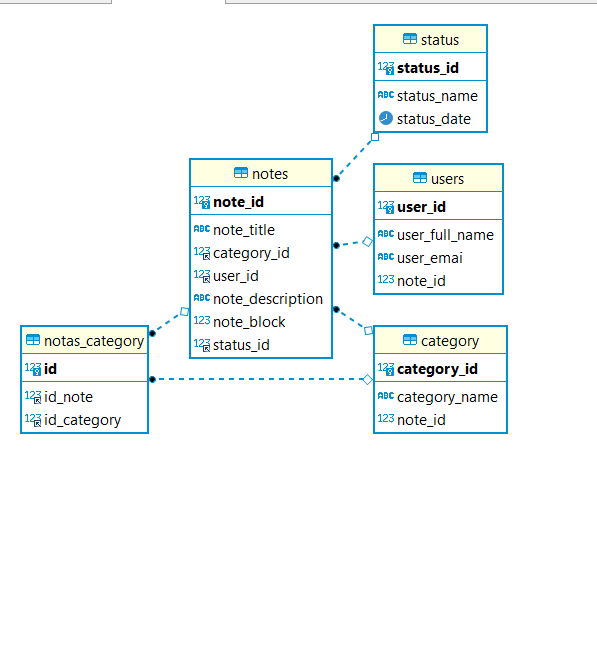 status
123 status_id
ABC status_name
status_date
notes
123 note_id
ABC note_title
123 category_id
123 user_id
ABC note_description
123 note_block
123 status_id
users
123 user_id
ABC user_full_name
ABC user_emai
123 note_id
notas_category
123 id
123 id_note
123 id_category
category
123 category_id
ABC category_name
123 note_id